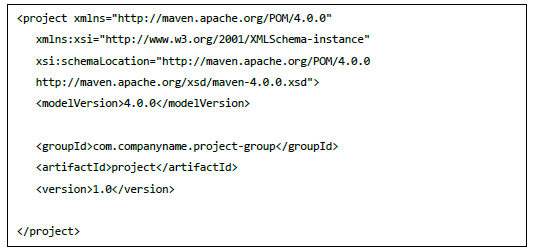 <project xmlns="http://maven.apache.org/POM/4.0.0"
xmlns:xsi="http://www.w3.org/2001/XMLSchema-instance"
xsi:schemaLocation="http://maven.apache.org/POM/4.0.0
http://maven.apache.org/xsd/maven-4.0.0.xsd">
<modelVersion>4.0.0</modelVersion>
<groupId>com.companyname.project-group</groupId>
<artifactId>project</artifactId>
<version>1.0</version>
</project>